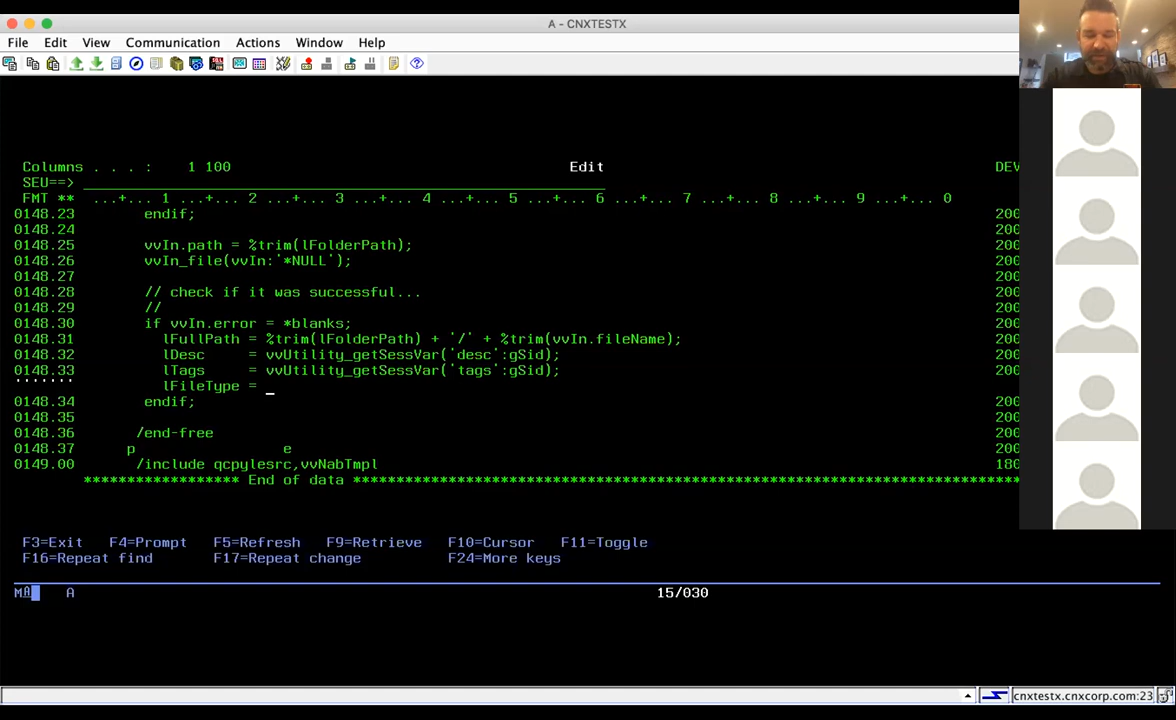 A - CNXTESTX
File Edit View Communication Actions Window Help
Columns . . . : 1 100 Edit DEV
SEU==>
FMT ** ...+... 1 ...+... 2 ...+... 3 ...+... 4 ...+... 5 ...+... 6 ...+... 7 ...+... 8 ...+... 9 ...+... 0
0148.23 endif; 200
0148.24 200
0148.25 vvIn.path = %trim(lFolderPath); 200
0148.26 vvIn_file(vvIn:'*NULL'); 200
0148.27 200
0148.28 // check if it was successful... 200
0148.29 // 200
0148.30 if vvIn.error = *blanks; 200
0148.31 lFullPath = %trim(lFolderPath) + '/' + %trim(vvIn.fileName); 200
0148.32 lDesc = vvUtility_getSessVar('desc':gSid); 200
0148.33 lTags = vvUtility_getSessVar('tags':gSid); 200
''''''' lFileType = _
0148.34 endif; 200
0148.35 200
0148.36 /end-free 200
0148.37 p e 200
0149.00 /include qcpylesrc,vvNabTmpl 180
****************** End of data ******************************************************************************
F3=Exit F4=Prompt F5=Refresh F9=Retrieve F10=Cursor F11=Toggle
F16=Repeat find F17=Repeat change F24=More keys
MA A 15/030
cnxtestx.cnxcorp.com:23